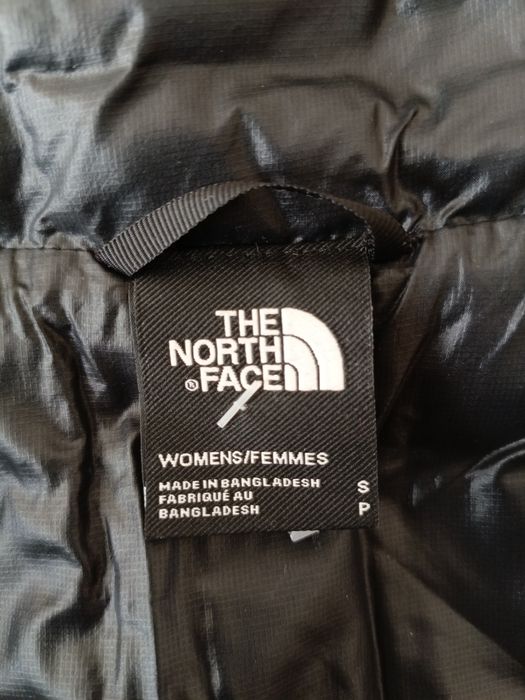 THE
NORTH
® FACE
WOMENS/FEMMES
MADE IN BANGLADESH S
FABRIQUÉ AU P
BANGLADESH